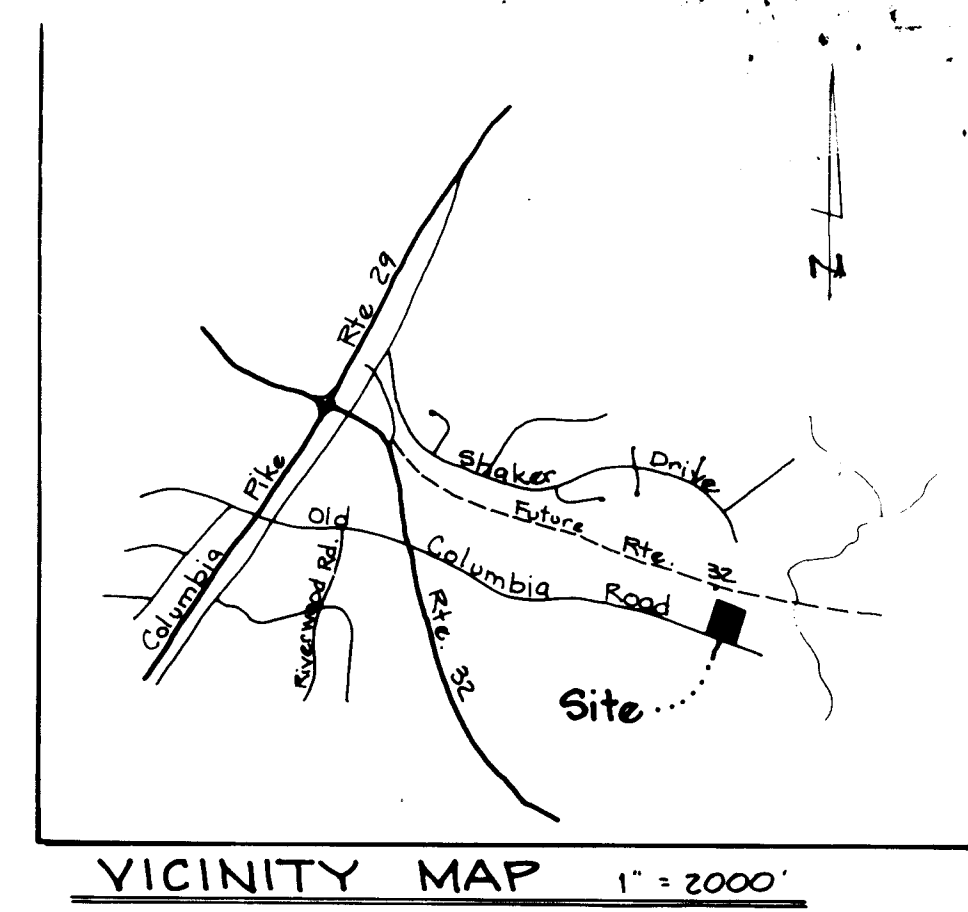 N
Rte 29
Columbia Pike
Shaker Drive
Future Rte. 32
Old Columbia Road
Riverwood Rd.
Rte. 32
Site
VICINITY MAP 1" = 2000'